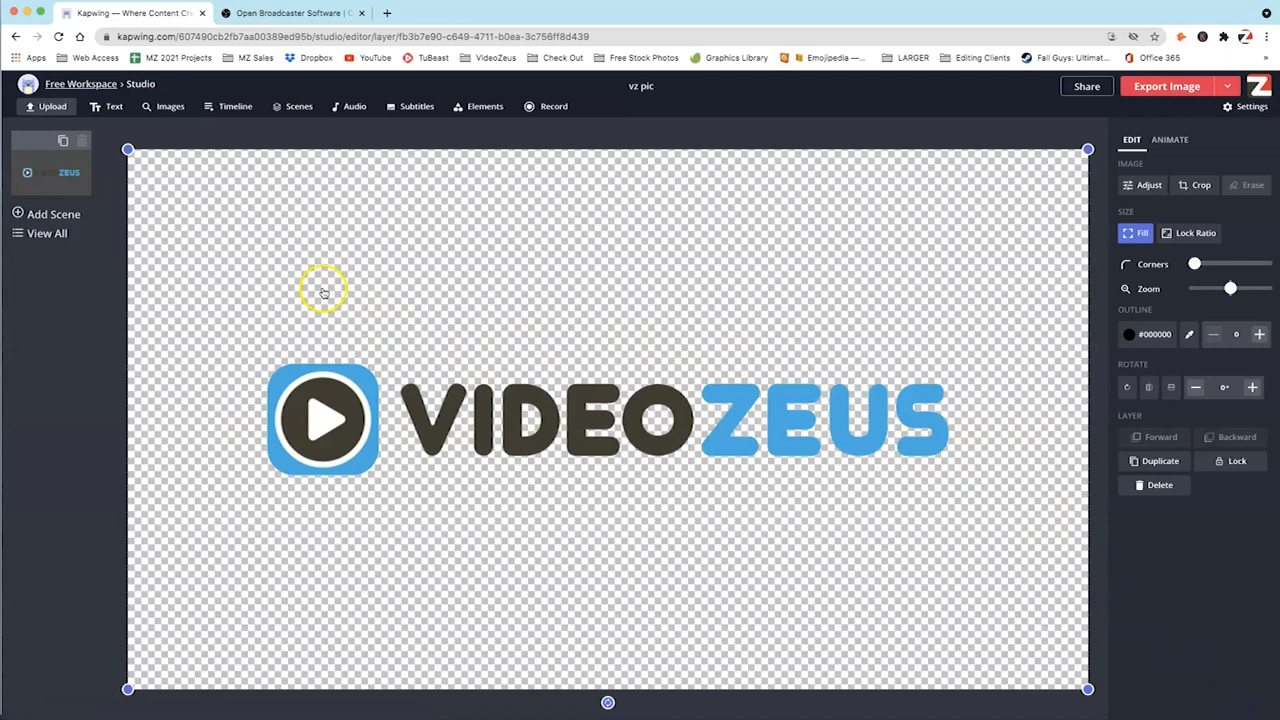 Kapwing — Where Content Cr
Open Broadcaster Software | O
kapwing.com/607490cb2fb7aa00389ed95b/studio/editor/layer/fb3b7e90-c649-4711-b0ea-3c756ff8d439
Apps Web Access MZ 2021 Projects MZ Sales Dropbox YouTube TuBeast VideoZeus Check Out Free Stock Photos Graphics Library Emojipedia —... LARGER Editing Clients Fall Guys: Ultimat... Office 365 »
Free Workspace › Studio
vz pic
Share
Export Image
Upload Text Images Timeline Scenes Audio Subtitles Elements Record
Settings
VIDEOZEUS
Add Scene
View All
VIDEOZEUS
EDIT ANIMATE
IMAGE
Adjust Crop Erase
SIZE
Fill Lock Ratio
Corners
Zoom
OUTLINE
#000000 — 0 +
ROTATE
— 0° +
LAYER
Forward Backward
Duplicate Lock
Delete